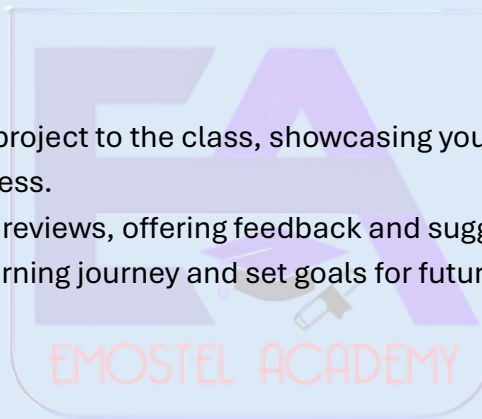 project to the class, showcasing you
ess.
reviews, offering feedback and sugg
rning journey and set goals for futur
EA
EMOSTEL ACADEMY